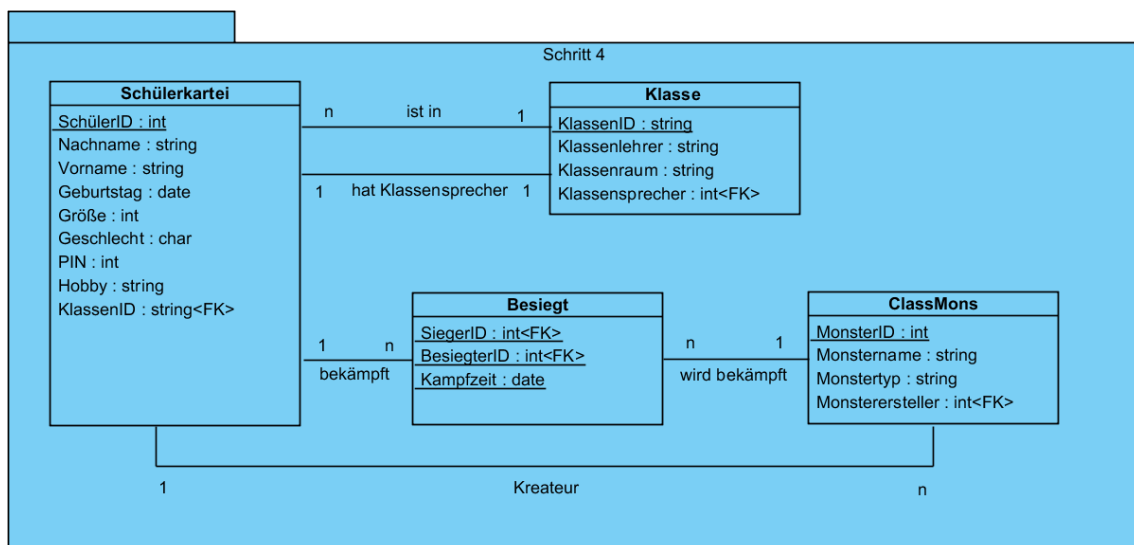 Schritt 4
Schülerkartei
SchülerID : int
Nachname : string
Vorname : string
Geburtstag : date
Größe : int
Geschlecht : char
PIN : int
Hobby : string
KlassenID : string<FK>
n ist in 1
1 hat Klassensprecher 1
Klasse
KlassenID : string
Klassenlehrer : string
Klassenraum : string
Klassensprecher : int<FK>
1 n
bekämpft
Besiegt
SiegerID : int<FK>
BesiegterID : int<FK>
Kampfzeit : date
n 1
wird bekämpft
ClassMons
MonsterID : int
Monstername : string
Monstertyp : string
Monsterersteller : int<FK>
1 Kreateur n